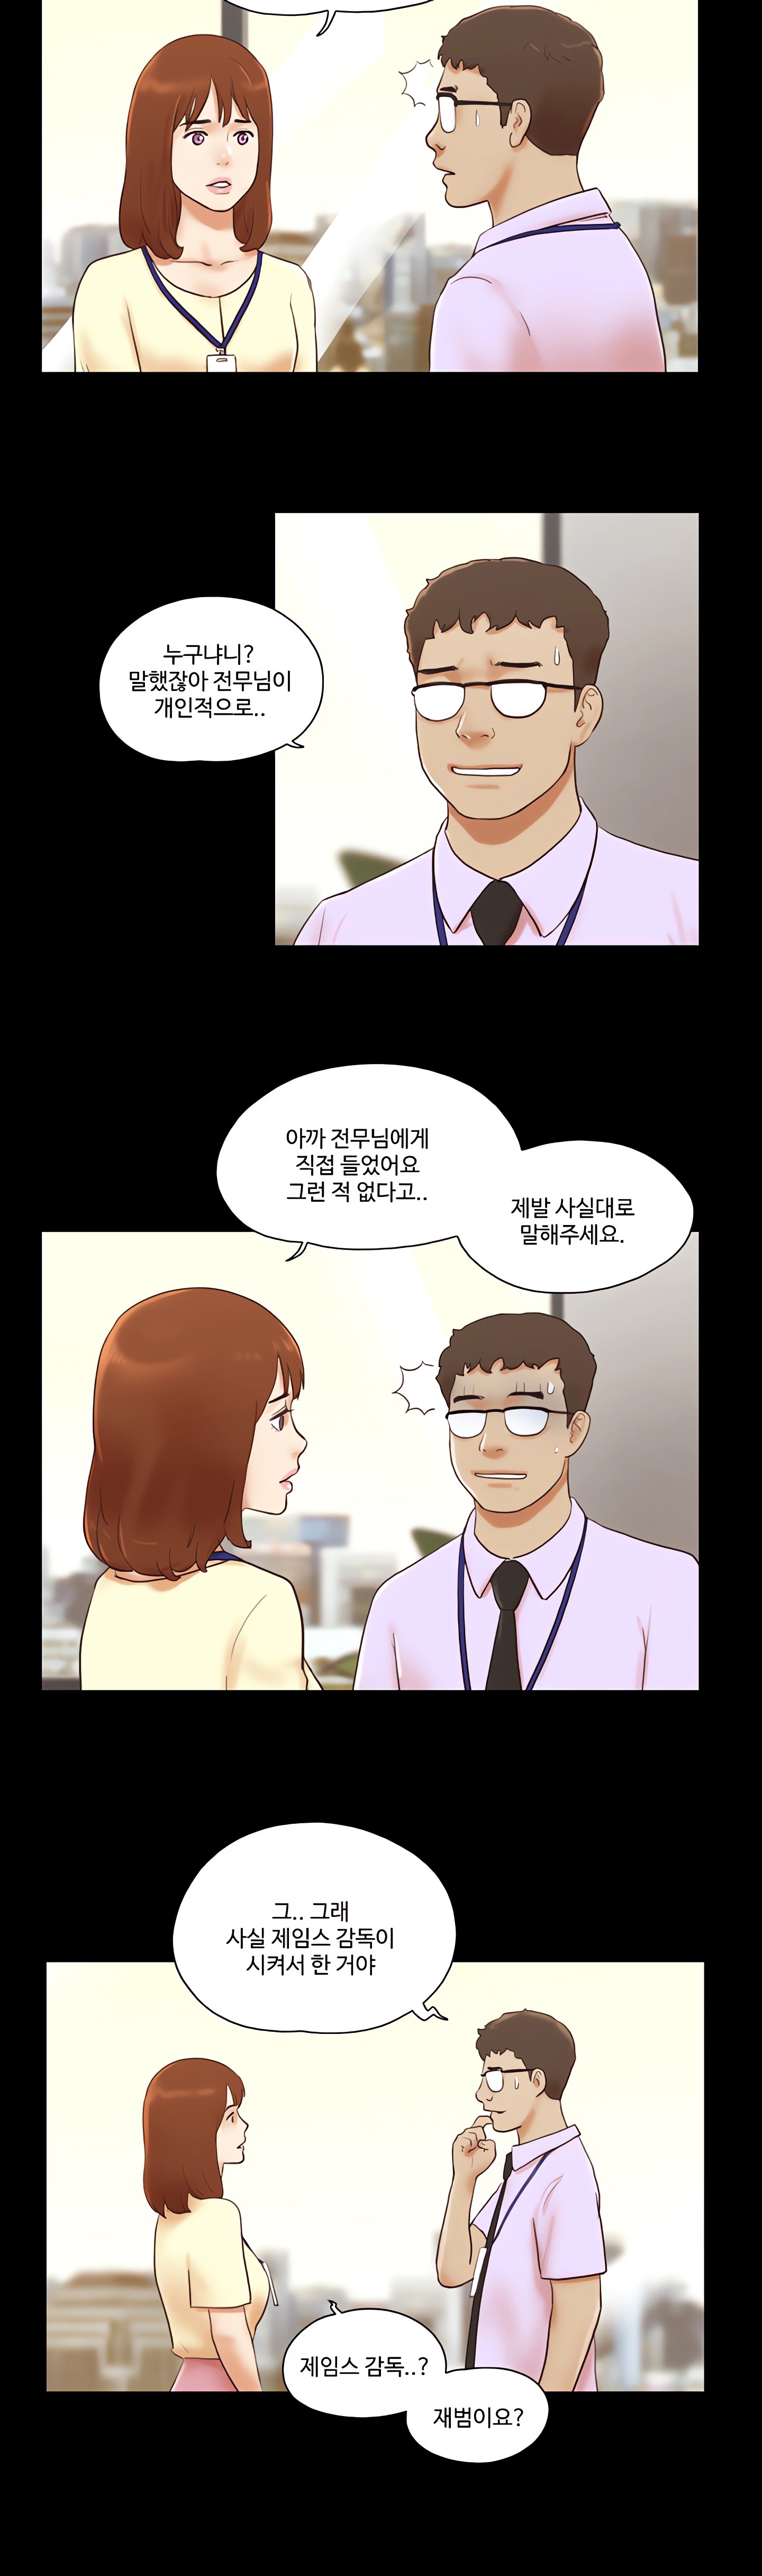 누구냐니?
말했잖아 전무님이
개인적으로..
아까 전무님에게
직접 들었어요
그런 적 없다고..
제발 사실대로
말해주세요.
그.. 그래
사실 제임스 감독이
시켜서 한 거야
제임스 감독..?
재범이요?